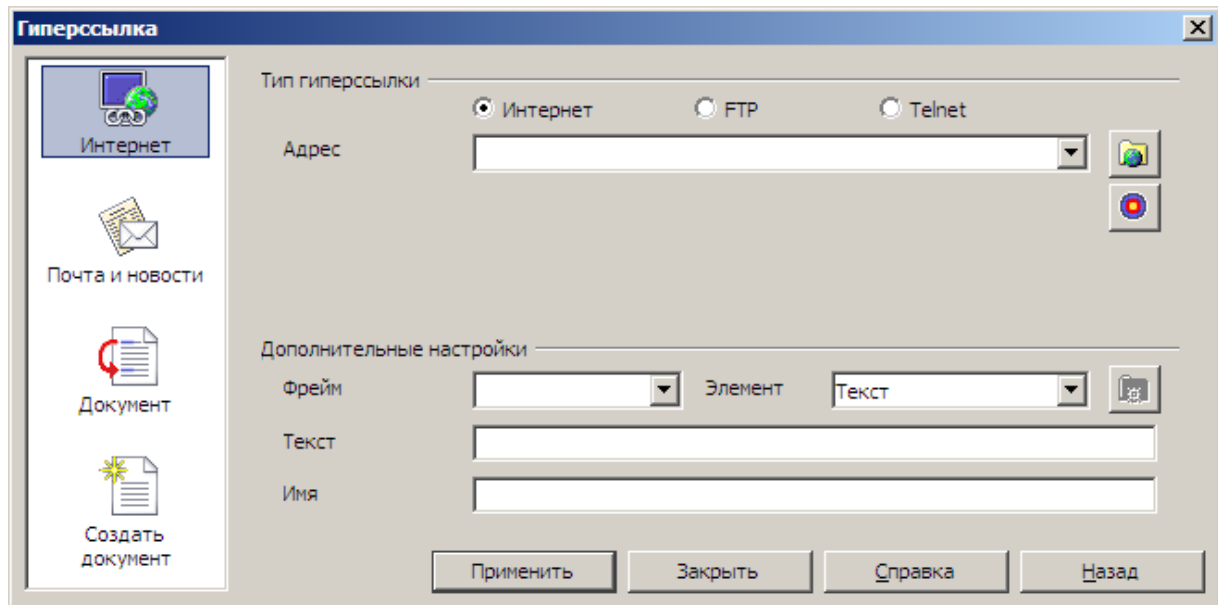 Гиперссылка
Интернет
Почта и новости
Документ
Создать
документ
Тип гиперссылки
Интернет FTP Telnet
Адрес
Дополнительные настройки
Фрейм Элемент Текст
Текст
Имя
Применить Закрыть Справка Назад